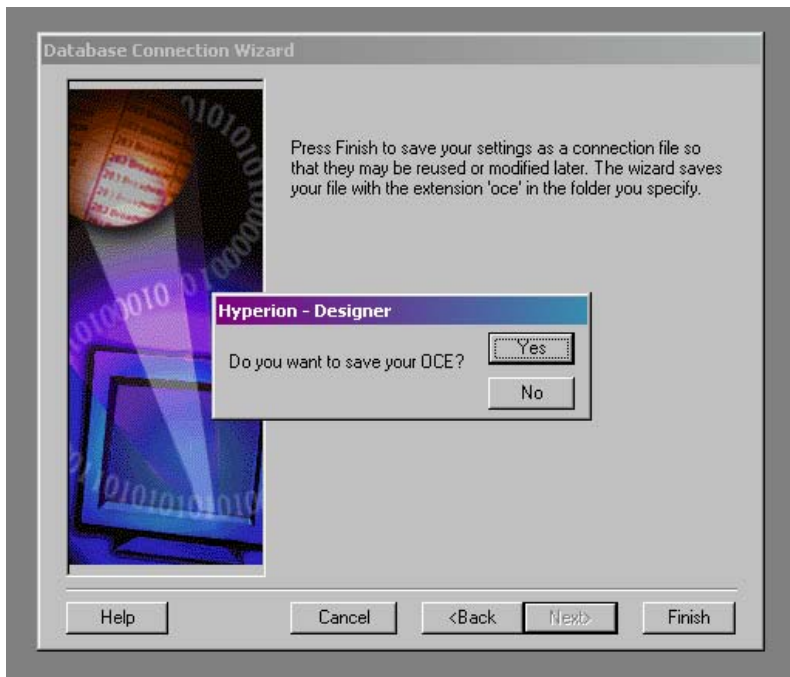 Database Connection Wizard
Press Finish to save your settings as a connection file so
that they may be reused or modified later. The wizard saves
your file with the extension 'oce' in the folder you specify.
Hyperion - Designer
Do you want to save your OCE?
Yes
No
Help
Cancel
<Back
Next>
Finish